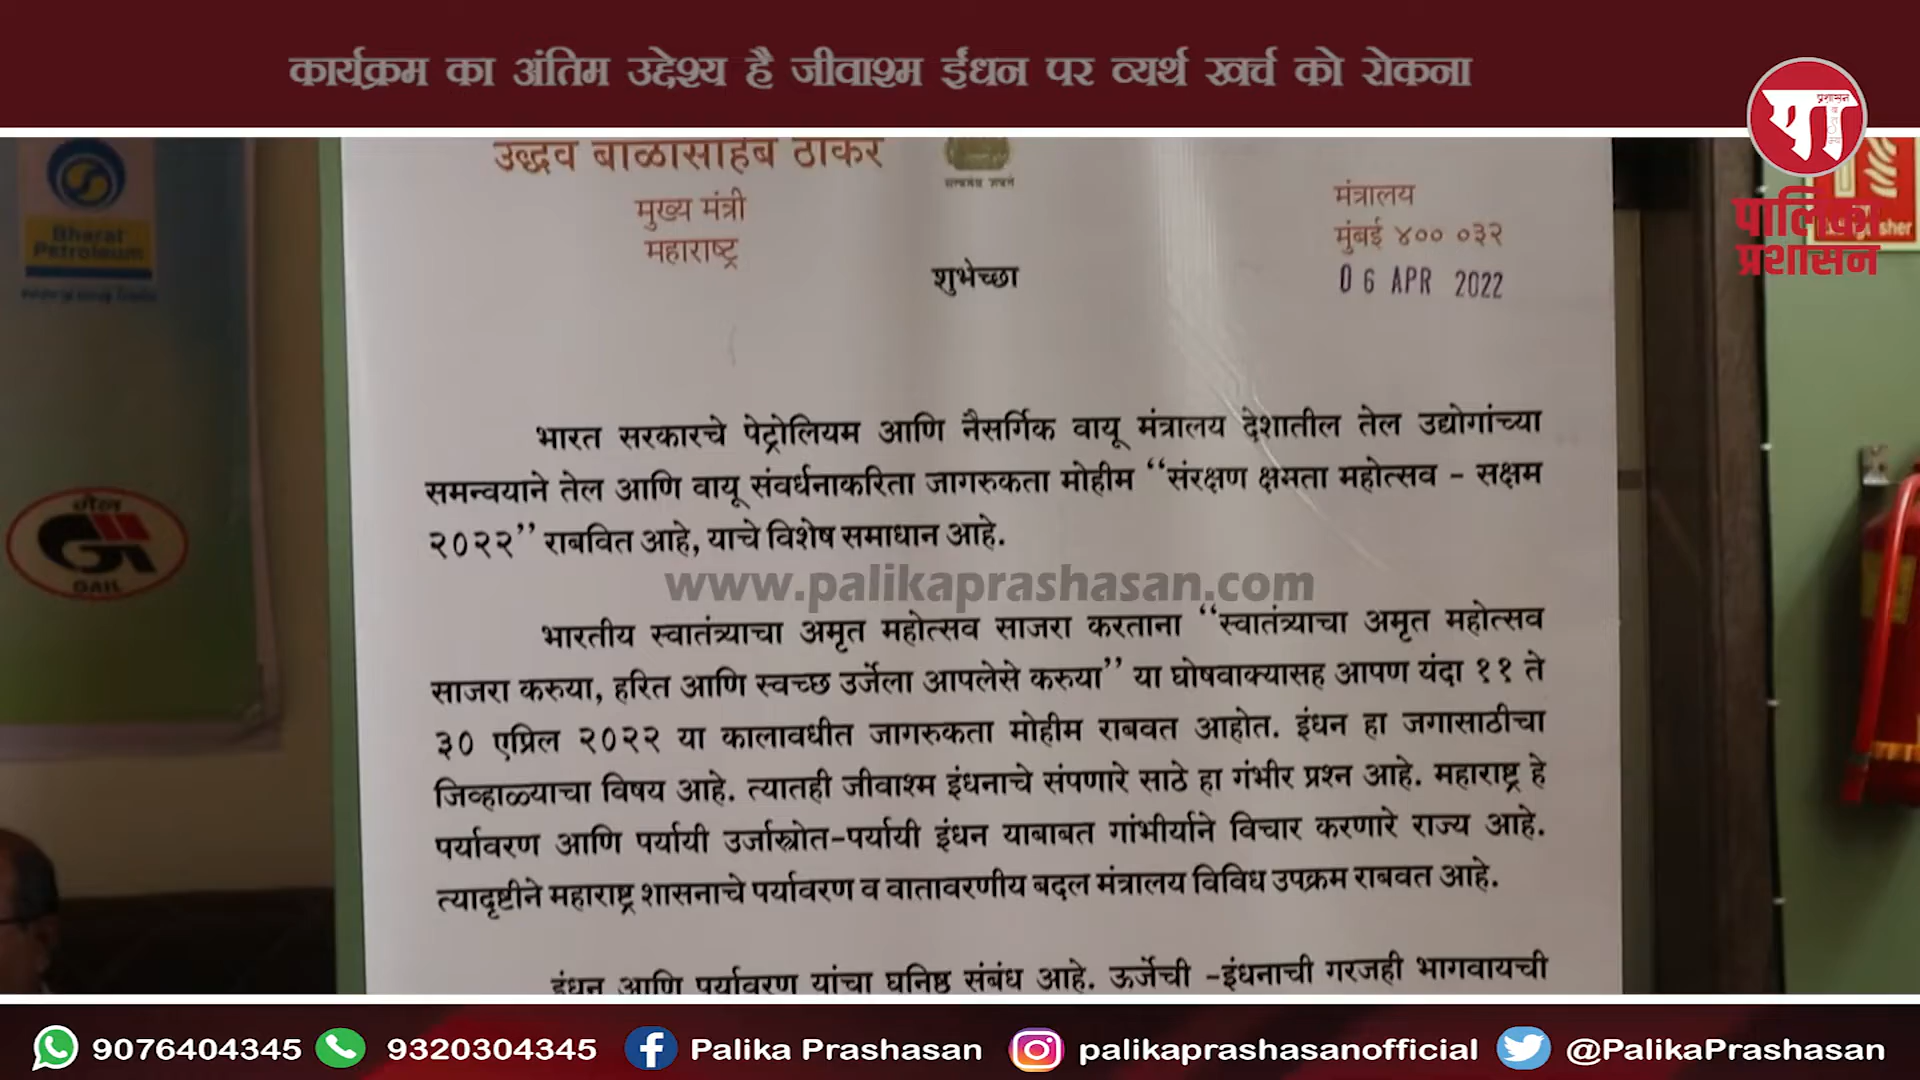 कार्यक्रम का अंतिम उद्देश्य है जीवाश्म ईंधन पर व्यर्थ खर्च को रोकना
प्रशासन
पा
पालिका
प्रशासन
Bharat
Petroleum
उद्धव बाळासाहेब ठाकरे
मुख्य मंत्री
महाराष्ट्र
सत्यमेव जयते
शुभेच्छा
मंत्रालय
मुंबई ४०० ०३२
06 APR 2022
भारत सरकारचे पेट्रोलियम आणि नैसर्गिक वायू मंत्रालय देशातील तेल उद्योगांच्या
समन्वयाने तेल आणि वायू संवर्धनाकरिता जागरुकता मोहीम “संरक्षण क्षमता महोत्सव - सक्षम
२०२२” राबवित आहे, याचे विशेष समाधान आहे.
www.palikaprashasan.com
भारतीय स्वातंत्र्याचा अमृत महोत्सव साजरा करताना “स्वातंत्र्याचा अमृत महोत्सव
साजरा करुया, हरित आणि स्वच्छ उर्जेला आपलेसे करुया” या घोषवाक्यासह आपण यंदा ११ ते
३० एप्रिल २०२२ या कालावधीत जागरुकता मोहीम राबवत आहोत. इंधन हा जगासाठीचा
जिव्हाळ्याचा विषय आहे. त्यातही जीवाश्म इंधनाचे संपणारे साठे हा गंभीर प्रश्न आहे. महाराष्ट्र हे
पर्यावरण आणि पर्यायी उर्जास्त्रोत-पर्यायी इंधन याबाबत गांभीर्याने विचार करणारे राज्य आहे.
त्यादृष्टीने महाराष्ट्र शासनाचे पर्यावरण व वातावरणीय बदल मंत्रालय विविध उपक्रम राबवत आहे.
इंधन आणि पर्यावरण यांचा घनिष्ठ संबंध आहे. ऊर्जेची -इंधनाची गरजही भागवायची
गेल
GAIL
9076404345
9320304345
Palika Prashasan
palikaprashasanofficial
@PalikaPrashasan